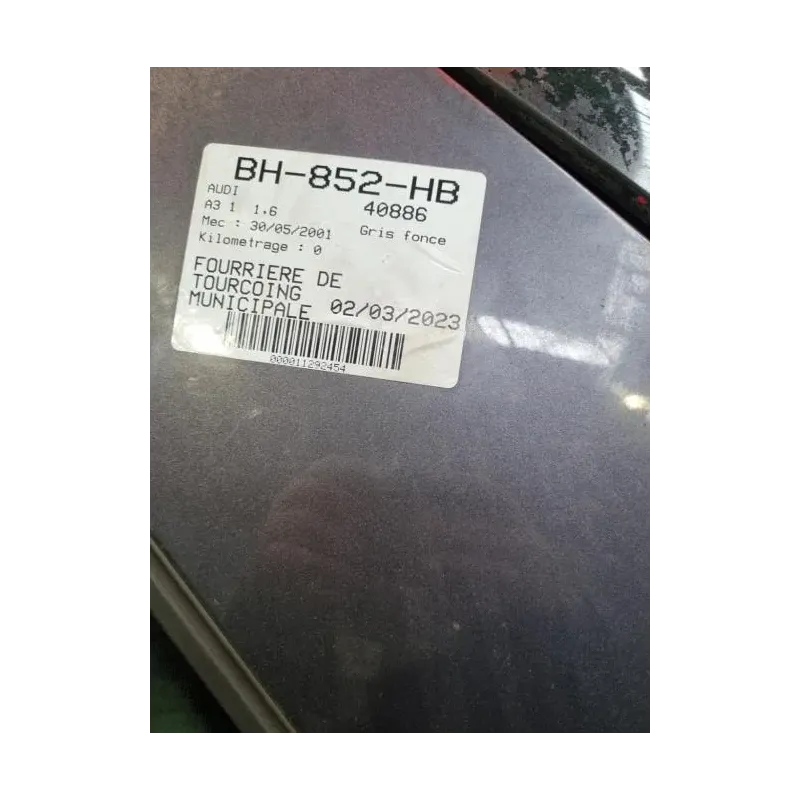 BH-852-HB
AUDI
A3 1 1.6 40886
Mec : 30/05/2001 Gris fonce
Kilometrage : 0
FOURRIERE DE
TOURCOING
MUNICIPALE 02/03/2023
000011292454